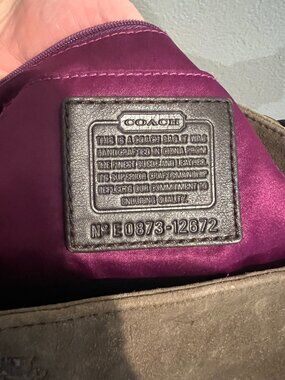 COACH
THIS IS A COACH BAG. IT WAS
HANDCRAFTED IN CHINA FROM
THE FINEST SUEDE AND LEATHER.
ITS SUPERIOR CRAFTSMANSHIP
REFLECTS OUR COMMITMENT TO
ENDURING QUALITY.
Nº E0873-12872